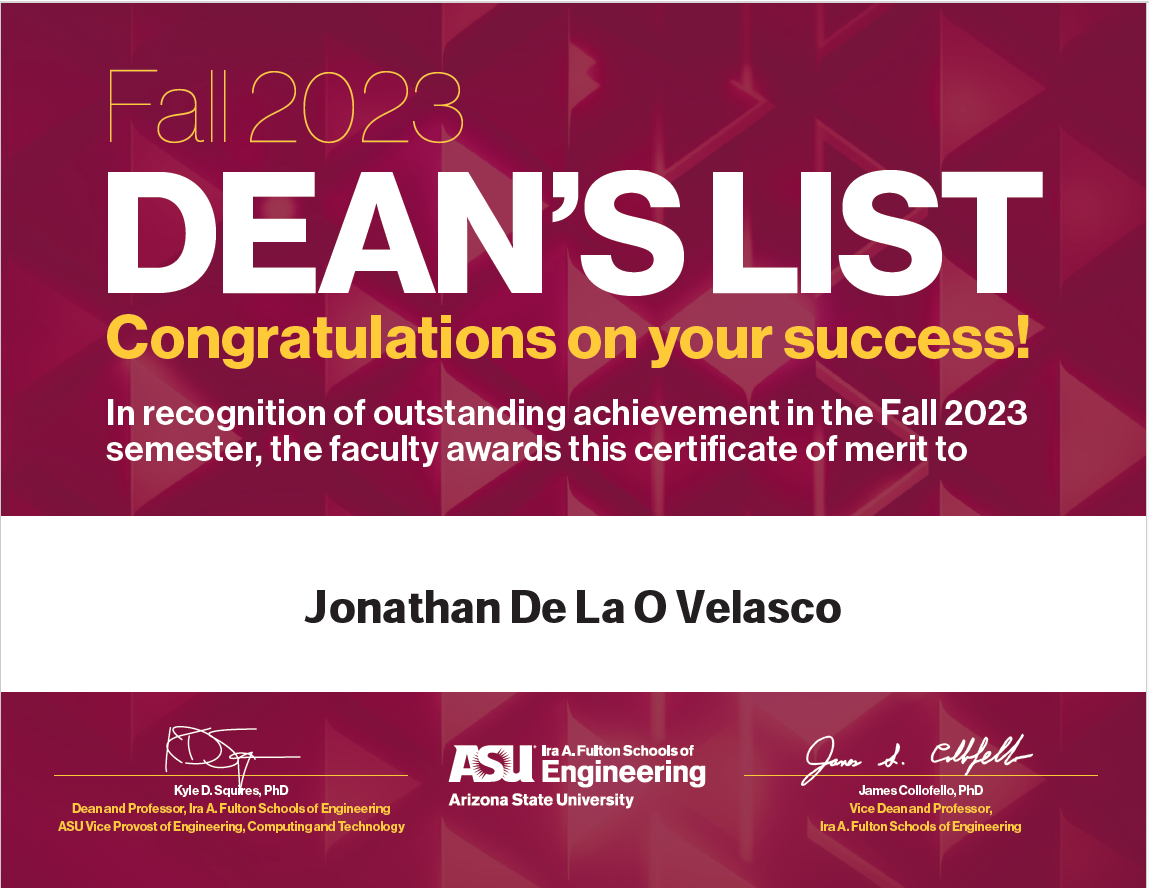 Fall 2023
DEAN'S LIST
Congratulations on your success!
In recognition of outstanding achievement in the Fall 2023
semester, the faculty awards this certificate of merit to
Jonathan De La O Velasco
Kyle D. Squires, PhD
Dean and Professor, Ira A. Fulton Schools of Engineering
ASU Vice Provost of Engineering, Computing and Technology
ASU Ira A. Fulton Schools of
Engineering
Arizona State University
James S. Collofello
James Collofello, PhD
Vice Dean and Professor,
Ira A. Fulton Schools of Engineering